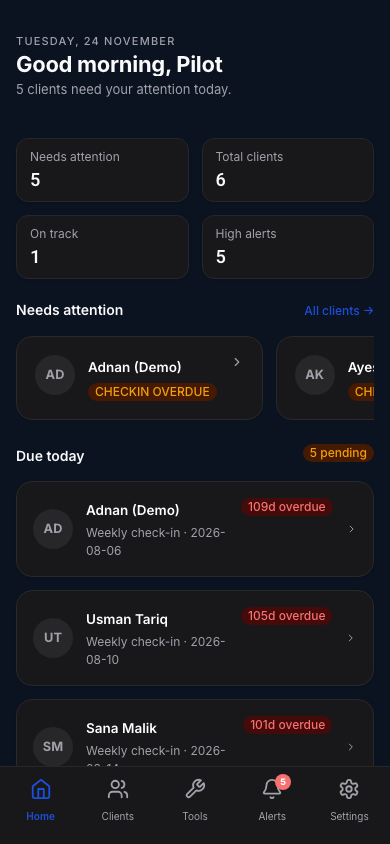 TUESDAY, 24 NOVEMBER
Good morning, Pilot
5 clients need your attention today.
Needs attention
5
Total clients
6
On track
1
High alerts
5
Needs attention
All clients →
AD
Adnan (Demo)
CHECKIN OVERDUE
AK
Due today
5 pending
AD
Adnan (Demo)
109d overdue
Weekly check-in · 2026-
08-06
UT
Usman Tariq
105d overdue
Weekly check-in · 2026-
08-10
SM
Sana Malik
101d overdue
Weekly check-in · 2026-
5
Home
Clients
Tools
Alerts
Settings